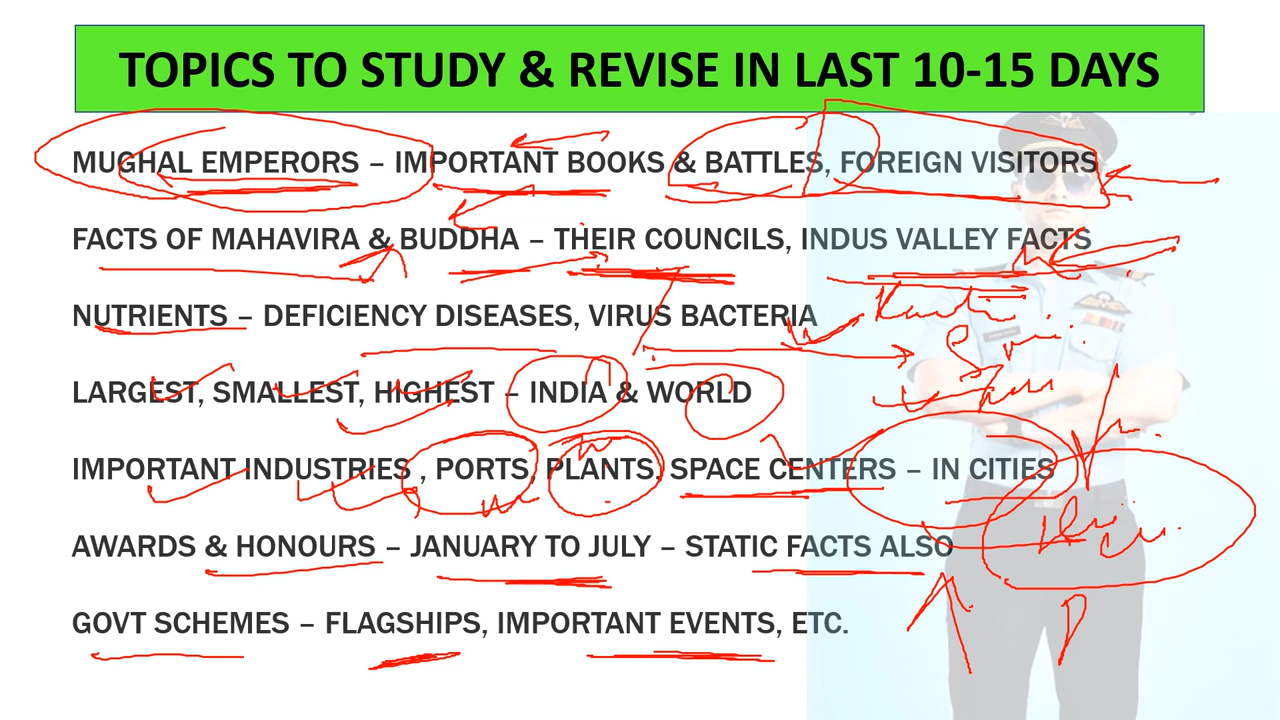 TOPICS TO STUDY & REVISE IN LAST 10-15 DAYS
MUGHAL EMPERORS – IMPORTANT BOOKS & BATTLES, FOREIGN VISITORS
FACTS OF MAHAVIRA & BUDDHA – THEIR COUNCILS, INDUS VALLEY FACTS
NUTRIENTS – DEFICIENCY DISEASES, VIRUS BACTERIA
LARGEST, SMALLEST, HIGHEST – INDIA & WORLD
IMPORTANT INDUSTRIES , PORTS, PLANTS, SPACE CENTERS – IN CITIES
AWARDS & HONOURS – JANUARY TO JULY – STATIC FACTS ALSO
GOVT SCHEMES – FLAGSHIPS, IMPORTANT EVENTS, ETC.